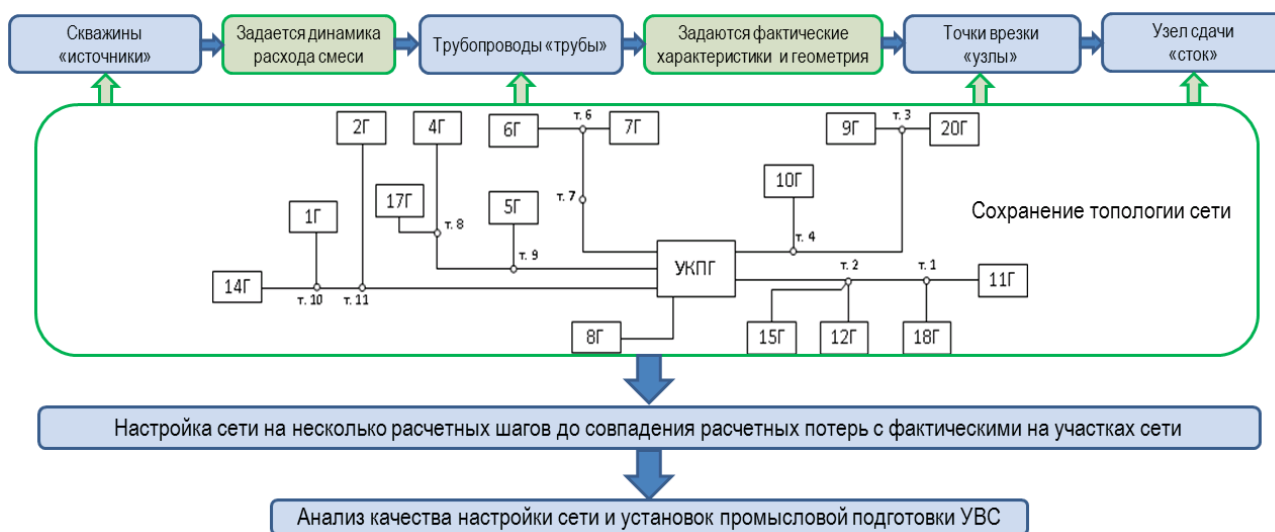 Скважины
«источники»
Задается динамика
расхода смеси
Трубопроводы «трубы»
Задаются фактические
характеристики и геометрия
Точки врезки
«узлы»
Узел сдачи
«сток»
2Г
4Г
6Г
т. 6
7Г
9Г
т. 3
20Г
17Г
т. 8
5Г
т. 7
10Г
1Г
Сохранение топологии сети
т. 9
т. 4
УКПГ
14Г
т. 10
т. 11
т. 2
т. 1
11Г
8Г
15Г
12Г
18Г
Настройка сети на несколько расчетных шагов до совпадения расчетных потерь с фактическими на участках сети
Анализ качества настройки сети и установок промысловой подготовки УВС